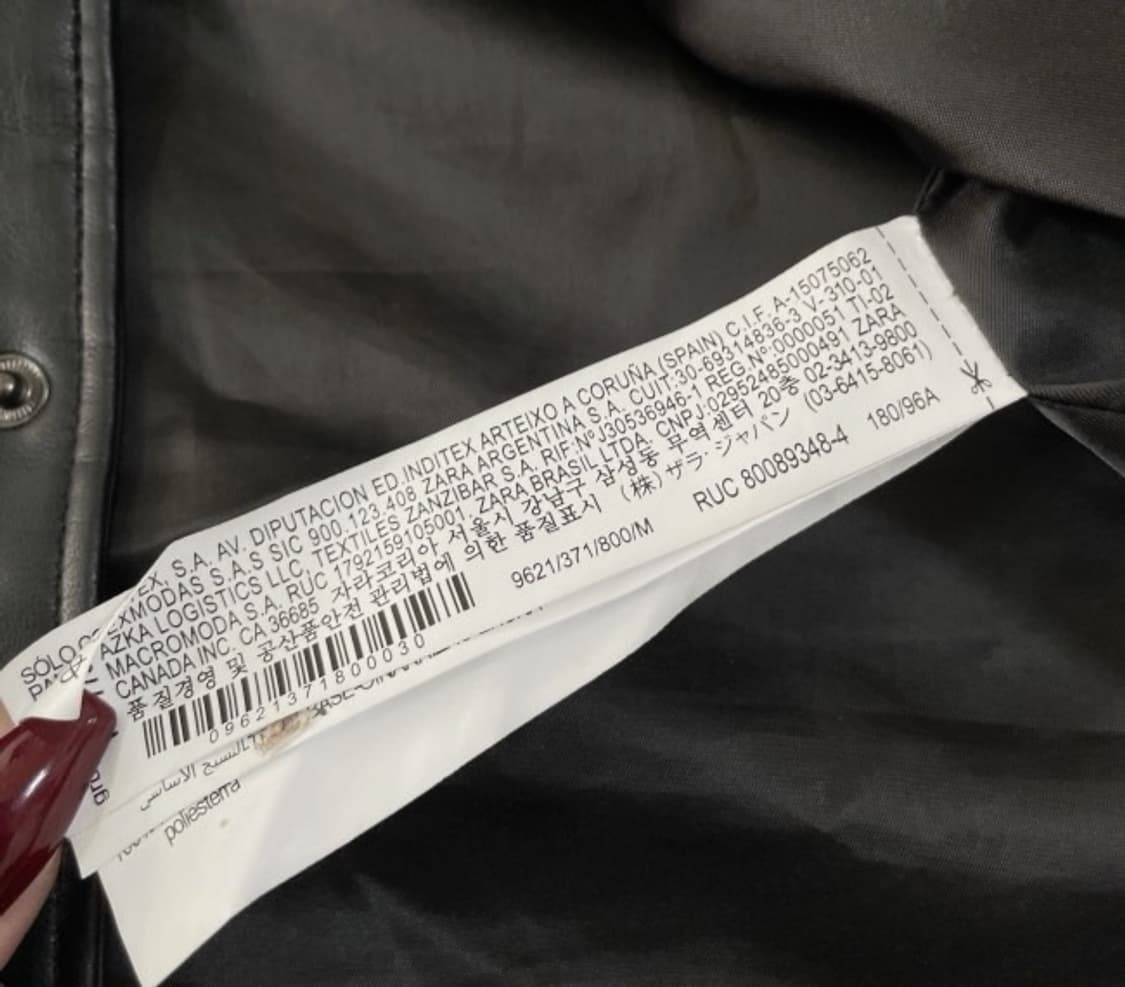 SÓLO
EX, S.A. AV. DIPUTACION ED.INDITEX ARTEIXO A CORUÑA (SPAIN) C.I.F. A-15075062
EXMODAS S.A.S SIC 900.123.408 ZARA ARGENTINA S.A. CUIT:30-69314836-3 V-310-01
AZKA LOGISTICS LLC, TEXTILES ZANZIBAR S.A. RIF:Nº J30536946-1 REG.Nº:0000051 TI-02
MACROMODA S.A. RUC 1792159105001, ZARA BRASIL LTDA. CNPJ:02952485000491 ZARA
CANADA INC. CA 36685 자라코리아 서울시 강남구 삼성동 무역센터 20층 02-3413-9800
품질경영 및 공산품안전 관리법에 의한 품질표시 (株) ザラ・ジャパン (03-6415-8061)
9621/371/800/M RUC 80089348-4 180/96A
09621371800030
النسيج الاساسي
poliesterra